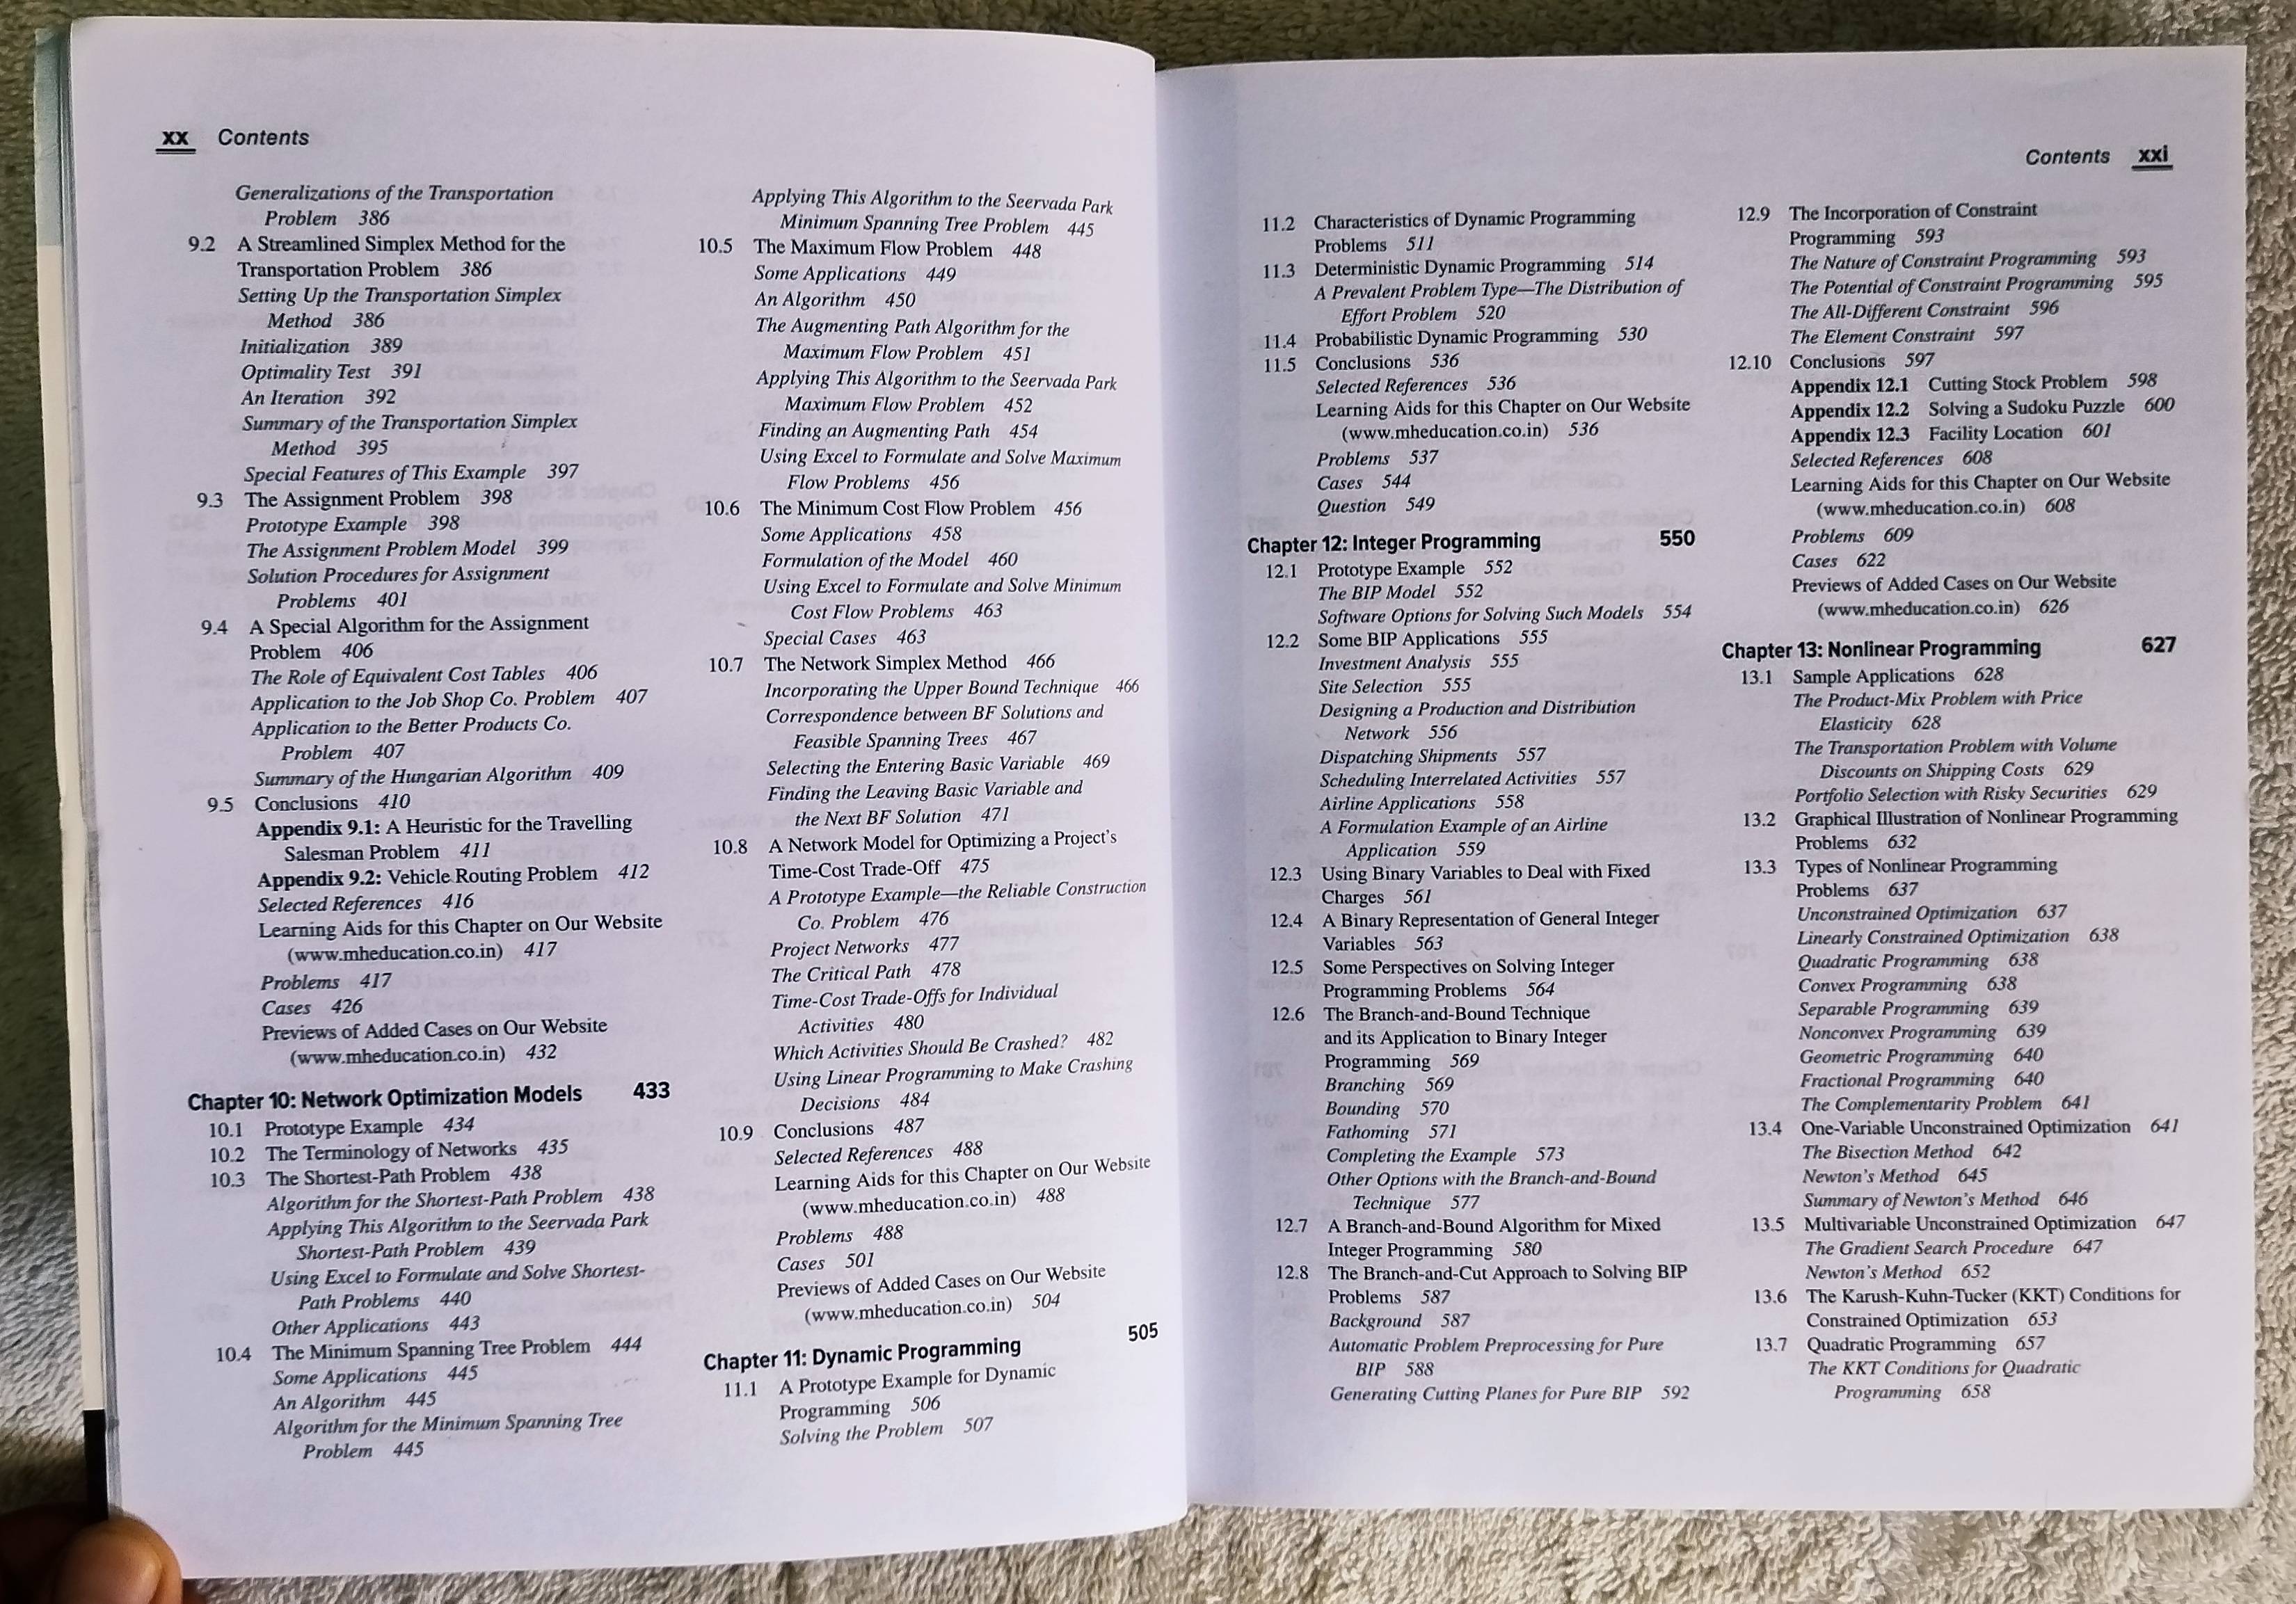 xx Contents
Generalizations of the Transportation
Problem 386
9.2 A Streamlined Simplex Method for the
Transportation Problem 386
Setting Up the Transportation Simplex
Method 386
Initialization 389
Optimality Test 391
An Iteration 392
Summary of the Transportation Simplex
Method 395
Special Features of This Example 397
9.3 The Assignment Problem 398
Prototype Example 398
The Assignment Problem Model 399
Solution Procedures for Assignment
Problems 401
9.4 A Special Algorithm for the Assignment
Problem 406
The Role of Equivalent Cost Tables 406
Application to the Job Shop Co. Problem 407
Application to the Better Products Co.
Problem 407
Summary of the Hungarian Algorithm 409
9.5 Conclusions 410
Appendix 9.1: A Heuristic for the Travelling
Salesman Problem 411
Appendix 9.2: Vehicle Routing Problem 412
Selected References 416
Learning Aids for this Chapter on Our Website
(www.mheducation.co.in) 417
Problems 417
Cases 426
Previews of Added Cases on Our Website
(www.mheducation.co.in) 432
Chapter 10: Network Optimization Models 433
10.1 Prototype Example 434
10.2 The Terminology of Networks 435
10.3 The Shortest-Path Problem 438
Algorithm for the Shortest-Path Problem 438
Applying This Algorithm to the Seervada Park
Shortest-Path Problem 439
Using Excel to Formulate and Solve Shortest-
Path Problems 440
Other Applications 443
10.4 The Minimum Spanning Tree Problem 444
Some Applications 445
An Algorithm 445
Algorithm for the Minimum Spanning Tree
Problem 445
Applying This Algorithm to the Seervada Park
Minimum Spanning Tree Problem 445
10.5 The Maximum Flow Problem 448
Some Applications 449
An Algorithm 450
The Augmenting Path Algorithm for the
Maximum Flow Problem 451
Applying This Algorithm to the Seervada Park
Maximum Flow Problem 452
Finding an Augmenting Path 454
Using Excel to Formulate and Solve Maximum
Flow Problems 456
10.6 The Minimum Cost Flow Problem 456
Some Applications 458
Formulation of the Model 460
Using Excel to Formulate and Solve Minimum
Cost Flow Problems 463
Special Cases 463
10.7 The Network Simplex Method 466
Incorporating the Upper Bound Technique 466
Correspondence between BF Solutions and
Feasible Spanning Trees 467
Selecting the Entering Basic Variable 469
Finding the Leaving Basic Variable and
the Next BF Solution 471
10.8 A Network Model for Optimizing a Project's
Time-Cost Trade-Off 475
A Prototype Example—the Reliable Construction
Co. Problem 476
Project Networks 477
The Critical Path 478
Time-Cost Trade-Offs for Individual
Activities 480
Which Activities Should Be Crashed? 482
Using Linear Programming to Make Crashing
Decisions 484
10.9 Conclusions 487
Selected References 488
Learning Aids for this Chapter on Our Website
(www.mheducation.co.in) 488
Problems 488
Cases 501
Previews of Added Cases on Our Website
(www.mheducation.co.in) 504
Chapter 11: Dynamic Programming 505
11.1 A Prototype Example for Dynamic
Programming 506
Solving the Problem 507
Contents xxi
11.2 Characteristics of Dynamic Programming
Problems 511
11.3 Deterministic Dynamic Programming 514
A Prevalent Problem Type—The Distribution of
Effort Problem 520
11.4 Probabilistic Dynamic Programming 530
11.5 Conclusions 536
Selected References 536
Learning Aids for this Chapter on Our Website
(www.mheducation.co.in) 536
Problems 537
Cases 544
Question 549
Chapter 12: Integer Programming 550
12.1 Prototype Example 552
The BIP Model 552
Software Options for Solving Such Models 554
12.2 Some BIP Applications 555
Investment Analysis 555
Site Selection 555
Designing a Production and Distribution
Network 556
Dispatching Shipments 557
Scheduling Interrelated Activities 557
Airline Applications 558
A Formulation Example of an Airline
Application 559
12.3 Using Binary Variables to Deal with Fixed
Charges 561
12.4 A Binary Representation of General Integer
Variables 563
12.5 Some Perspectives on Solving Integer
Programming Problems 564
12.6 The Branch-and-Bound Technique
and its Application to Binary Integer
Programming 569
Branching 569
Bounding 570
Fathoming 571
Completing the Example 573
Other Options with the Branch-and-Bound
Technique 577
12.7 A Branch-and-Bound Algorithm for Mixed
Integer Programming 580
12.8 The Branch-and-Cut Approach to Solving BIP
Problems 587
Background 587
Automatic Problem Preprocessing for Pure
BIP 588
Generating Cutting Planes for Pure BIP 592
12.9 The Incorporation of Constraint
Programming 593
The Nature of Constraint Programming 593
The Potential of Constraint Programming 595
The All-Different Constraint 596
The Element Constraint 597
12.10 Conclusions 597
Appendix 12.1 Cutting Stock Problem 598
Appendix 12.2 Solving a Sudoku Puzzle 600
Appendix 12.3 Facility Location 601
Selected References 608
Learning Aids for this Chapter on Our Website
(www.mheducation.co.in) 608
Problems 609
Cases 622
Previews of Added Cases on Our Website
(www.mheducation.co.in) 626
Chapter 13: Nonlinear Programming 627
13.1 Sample Applications 628
The Product-Mix Problem with Price
Elasticity 628
The Transportation Problem with Volume
Discounts on Shipping Costs 629
Portfolio Selection with Risky Securities 629
13.2 Graphical Illustration of Nonlinear Programming
Problems 632
13.3 Types of Nonlinear Programming
Problems 637
Unconstrained Optimization 637
Linearly Constrained Optimization 638
Quadratic Programming 638
Convex Programming 638
Separable Programming 639
Nonconvex Programming 639
Geometric Programming 640
Fractional Programming 640
The Complementarity Problem 641
13.4 One-Variable Unconstrained Optimization 641
The Bisection Method 642
Newton's Method 645
Summary of Newton's Method 646
13.5 Multivariable Unconstrained Optimization 647
The Gradient Search Procedure 647
Newton's Method 652
13.6 The Karush-Kuhn-Tucker (KKT) Conditions for
Constrained Optimization 653
13.7 Quadratic Programming 657
The KKT Conditions for Quadratic
Programming 658